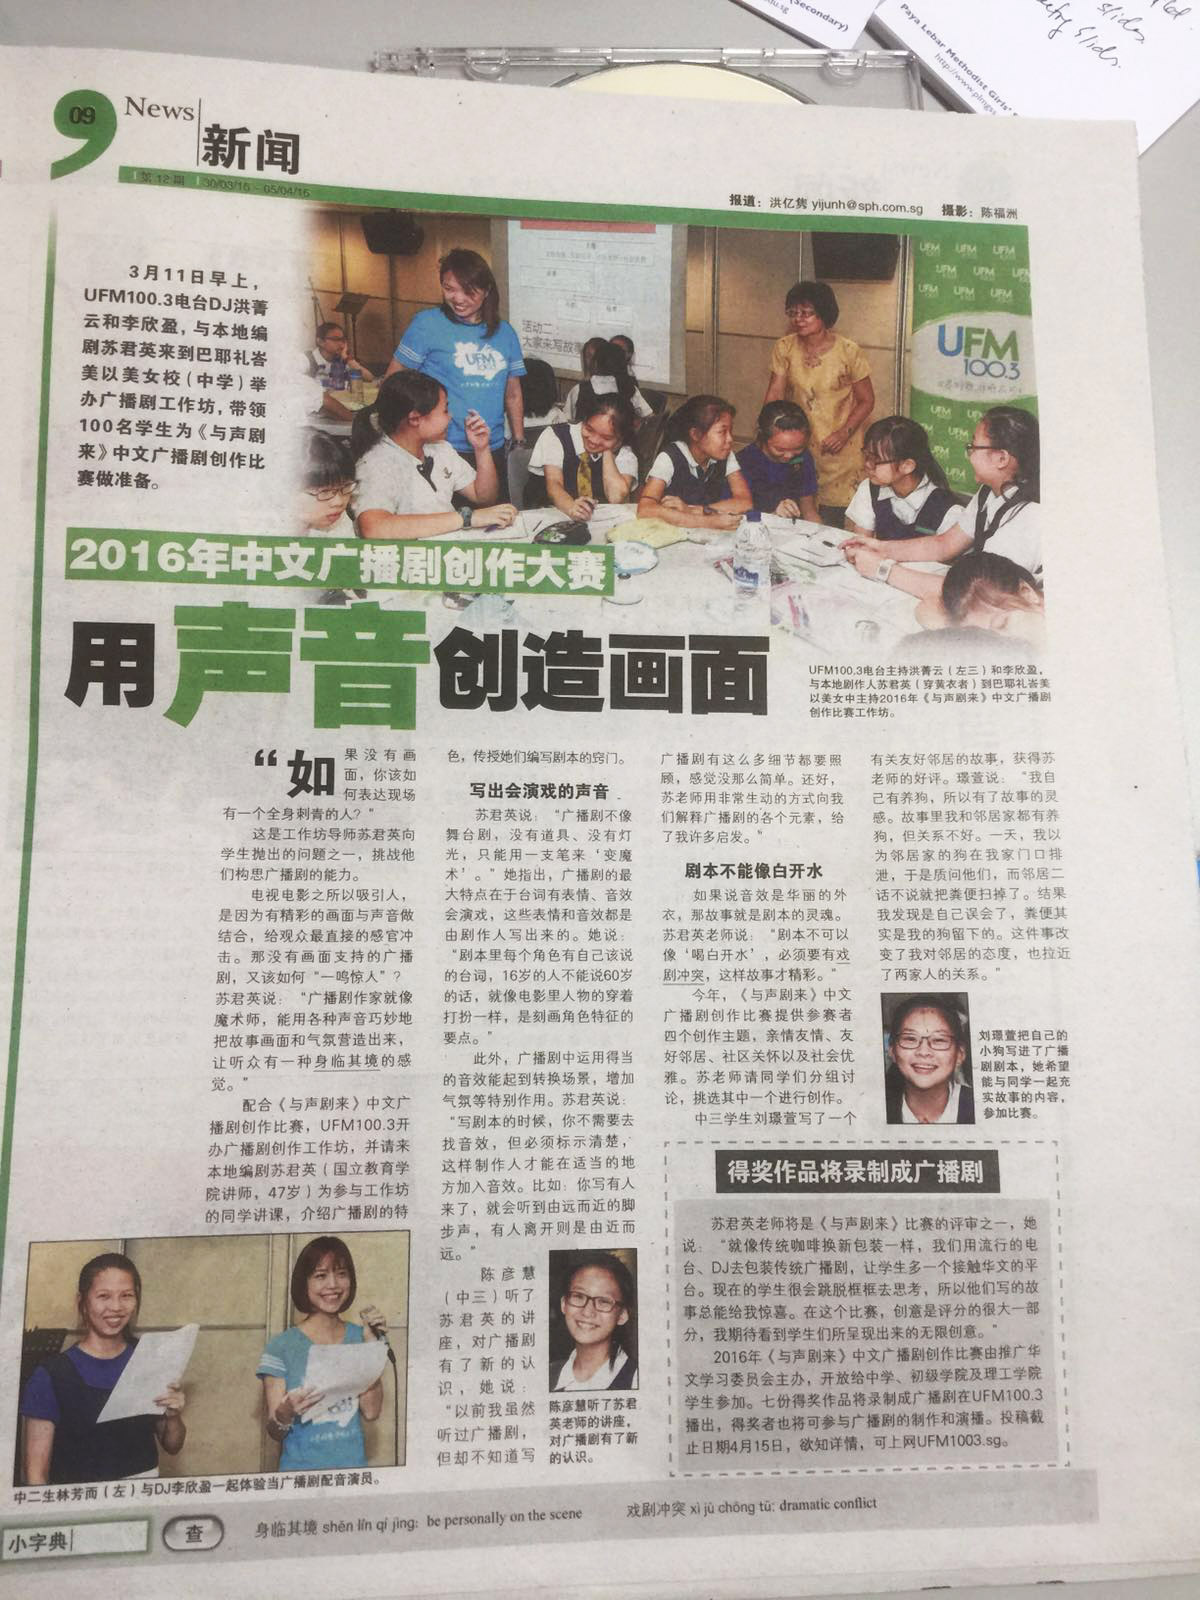 (Secondary)
du.sg
Paya Lebar Methodist Girls'
http://www.plmgss
slides
slides.
09
News
新闻
第 12 期 30/03/16 - 05/04/16
报道：洪亿隽 yijunh@sph.com.sg 摄影：陈福洲
3月11日早上，
UFM100.3电台DJ洪菁
云和李欣盈，与本地编
剧苏君英来到巴耶礼峇
美以美女校（中学）举
办广播剧工作坊，带领
100名学生为《与声剧
来》中文广播剧创作比
赛做准备。
UFM
100.3
活动二：
大家来写故事
UFM UFM UFM
UFM
100.3
2016年中文广播剧创作大赛
用声音创造画面
UFM100.3电台主持洪菁云（左三）和李欣盈，
与本地剧作人苏君英（穿黄衣者）到巴耶礼峇美
以美女中主持2016年《与声剧来》中文广播剧
创作比赛工作坊。
“如果没有画
面，你该如
何表达现场
有一个全身刺青的人？”
这是工作坊导师苏君英向
学生抛出的问题之一，挑战他
们构思广播剧的能力。
电视电影之所以吸引人，
是因为有精彩的画面与声音做
结合，给观众最直接的感官冲
击。那没有画面支持的广播
剧，又该如何“一鸣惊人”？
苏君英说：“广播剧作家就像
魔术师，能用各种声音巧妙地
把故事画面和气氛营造出来，
让听众有一种身临其境的感
觉。”
配合《与声剧来》中文广
播剧创作比赛，UFM100.3开
办广播剧创作工作坊，并请来
本地编剧苏君英（国立教育学
院讲师，47岁）为参与工作坊
的同学讲课，介绍广播剧的特
色，传授她们编写剧本的窍门。
写出会演戏的声音
苏君英说：“广播剧不像
舞台剧，没有道具、没有灯
光，只能用一支笔来‘变魔
术’。”她指出，广播剧的最
大特点在于台词有表情、音效
会演戏，这些表情和音效都是
由剧作人写出来的。她说：
“剧本里每个角色有自己该说
的台词，16岁的人不能说60岁
的话，就像电影里人物的穿着
打扮一样，是刻画角色特征的
要点。”
此外，广播剧中运用得当
的音效能起到转换场景，增加
气氛等特别作用。苏君英说：
“写剧本的时候，你不需要去
找音效，但必须标示清楚，
这样制作人才能在适当的地
方加入音效。比如：你写有人
来了，就会听到由远而近的脚
步声，有人离开则是由近而
远。”
陈彦慧
（中三）听了
苏君英的讲
座，对广播剧
有了新的认
识，她说：
“以前我虽然
听过广播剧，
但却不知道写
陈彦慧听了苏君
英老师的讲座，
对广播剧有了新
的认识。
广播剧有这么多细节都要照
顾，感觉没那么简单。还好，
苏老师用非常生动的方式向我
们解释广播剧的各个元素，给
了我许多启发。”
剧本不能像白开水
如果说音效是华丽的外
衣，那故事就是剧本的灵魂。
苏君英老师说：“剧本不可以
像‘喝白开水’，必须要有戏
剧冲突，这样故事才精彩。”
今年，《与声剧来》中文
广播剧创作比赛提供参赛者
四个创作主题，亲情友情、友
好邻居、社区关怀以及社会优
雅。苏老师请同学们分组讨
论，挑选其中一个进行创作。
中三学生刘璟萱写了一个
有关友好邻居的故事，获得苏
老师的好评。璟萱说：“我自
己有养狗，所以有了故事的灵
感。故事里我和邻居家都有养
狗，但关系不好。一天，我以
为邻居家的狗在我家门口排
泄，于是质问他们，而邻居二
话不说就把粪便扫掉了。结果
我发现是自己误会了，粪便其
实是我的狗留下的。这件事改
变了我对邻居的态度，也拉近
了两家人的关系。”
刘璟萱把自己的
小狗写进了广播
剧剧本，她希望
能与同学一起充
实故事的内容，
参加比赛。
得奖作品将录制成广播剧
苏君英老师将是《与声剧来》比赛的评审之一，她
说：“就像传统咖啡换新包装一样，我们用流行的电
台、DJ去包装传统广播剧，让学生多一个接触华文的平
台。现在的学生很会跳脱框框去思考，所以他们写的故
事总能给我惊喜。在这个比赛，创意是评分的很大一部
分，我期待看到学生们所呈现出来的无限创意。”
2016年《与声剧来》中文广播剧创作比赛由推广华
文学习委员会主办，开放给中学、初级学院及理工学院
学生参加。七份得奖作品将录制成广播剧在UFM100.3
播出，得奖者也将可参与广播剧的制作和演播。投稿截
止日期4月15日，欲知详情，可上网UFM1003.sg。
中二生林芳而（左）与DJ李欣盈一起体验当广播剧配音演员。
小字典 查 身临其境 shēn lín qí jìng: be personally on the scene 戏剧冲突 xì jù chōng tū: dramatic conflict